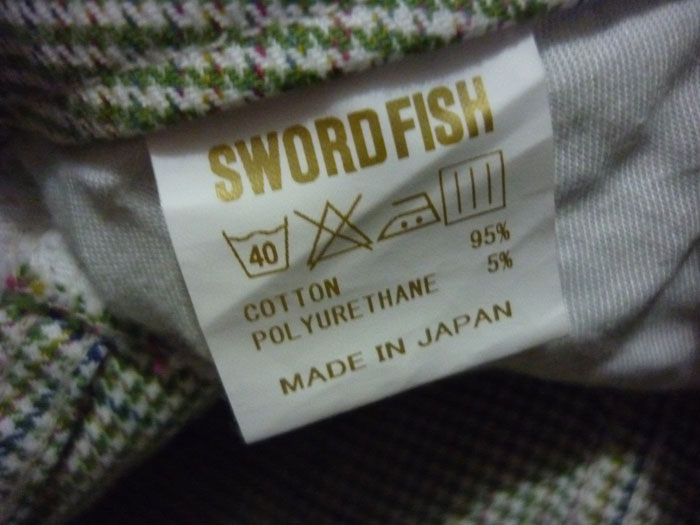 SWORDFISH
40
COTTON 95%
POLYURETHANE 5%
MADE IN JAPAN